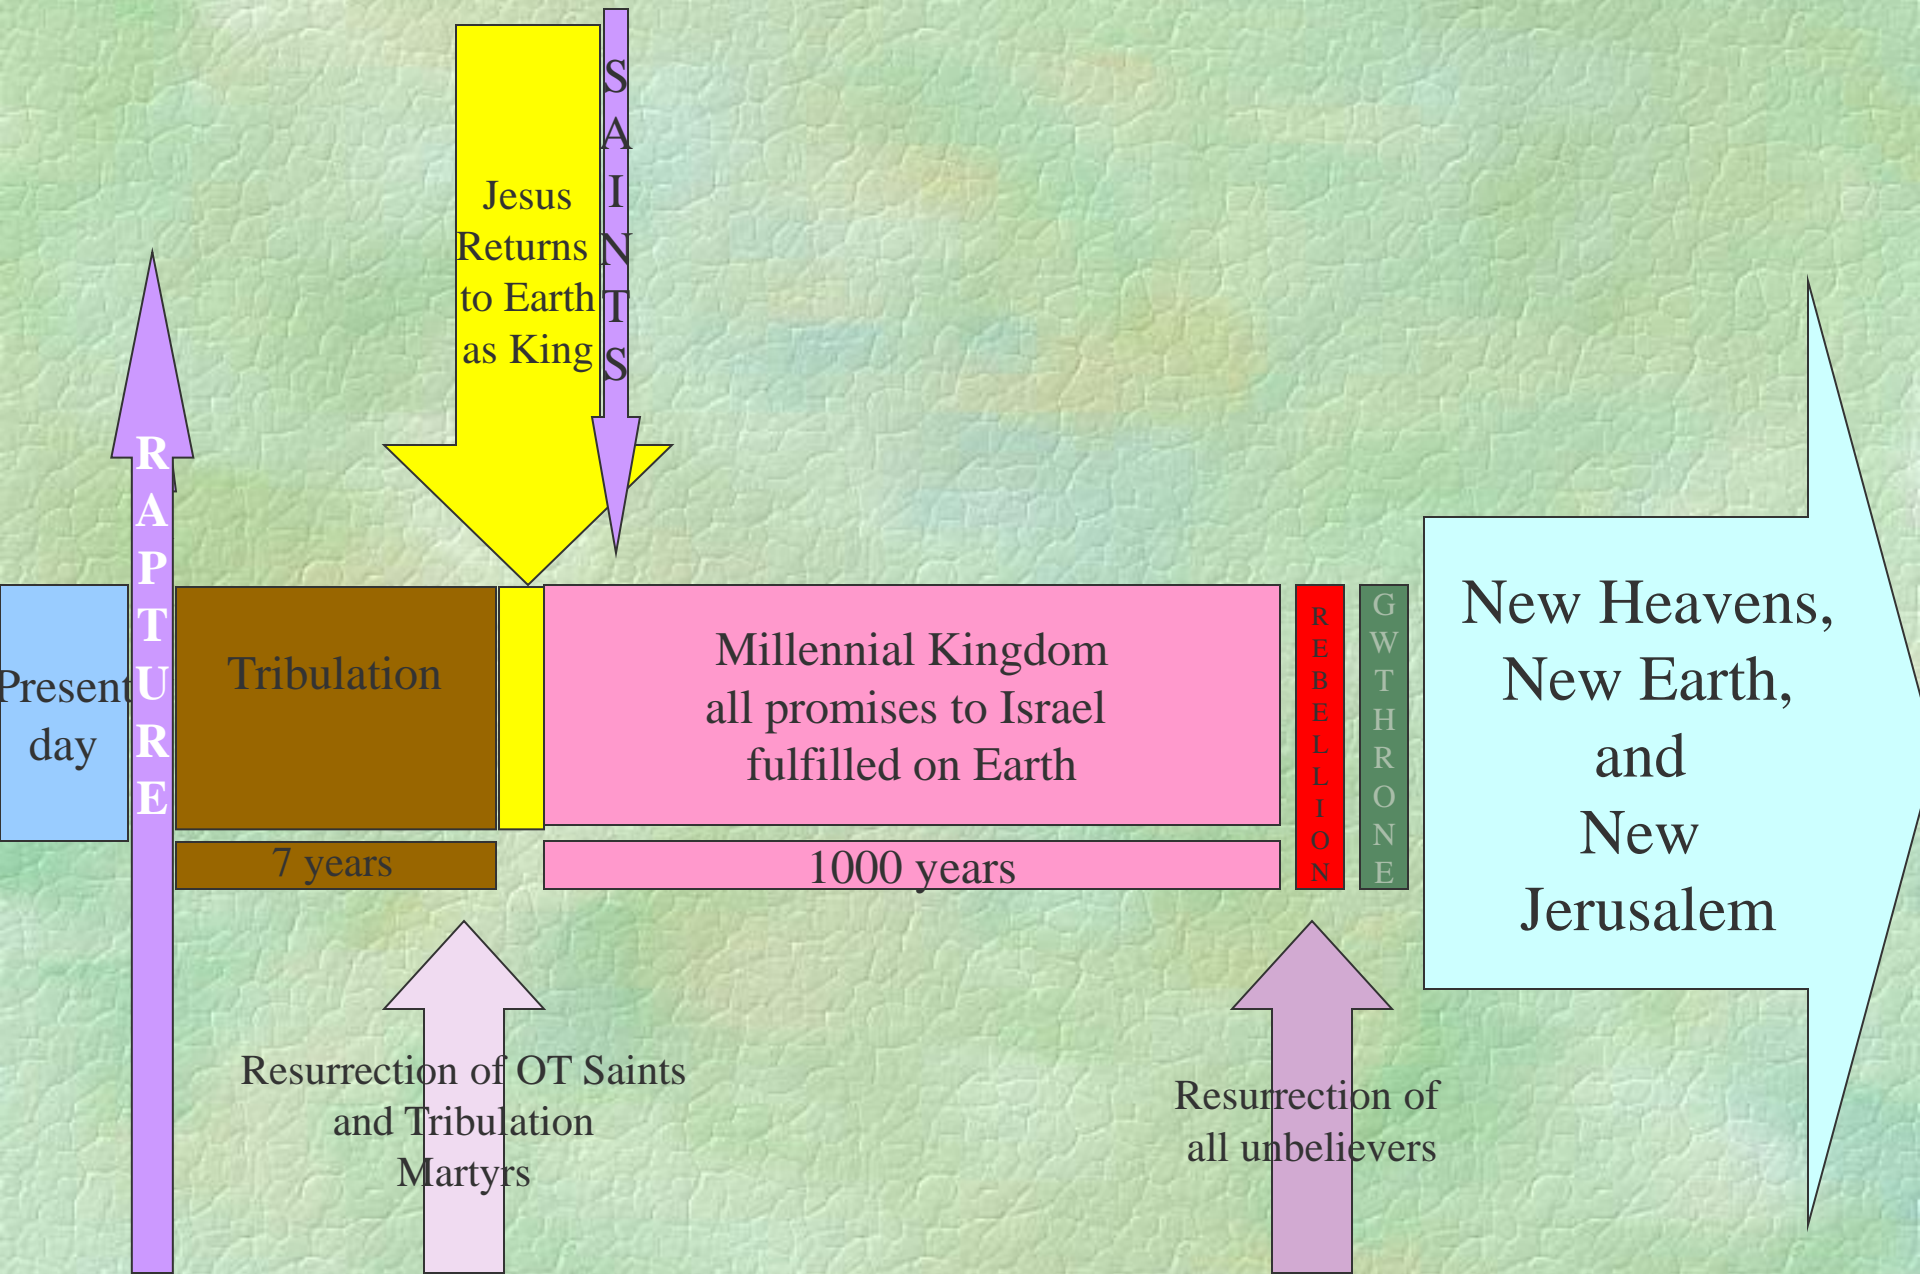 SAINTS
Jesus
Returns
to Earth
as King
RAPTURE
Present
day
Tribulation
7 years
Millennial Kingdom
all promises to Israel
fulfilled on Earth
1000 years
REBELLION
GWTHRONE
New Heavens,
New Earth,
and
New
Jerusalem
Resurrection of OT Saints
and Tribulation
Martyrs
Resurrection of
all unbelievers